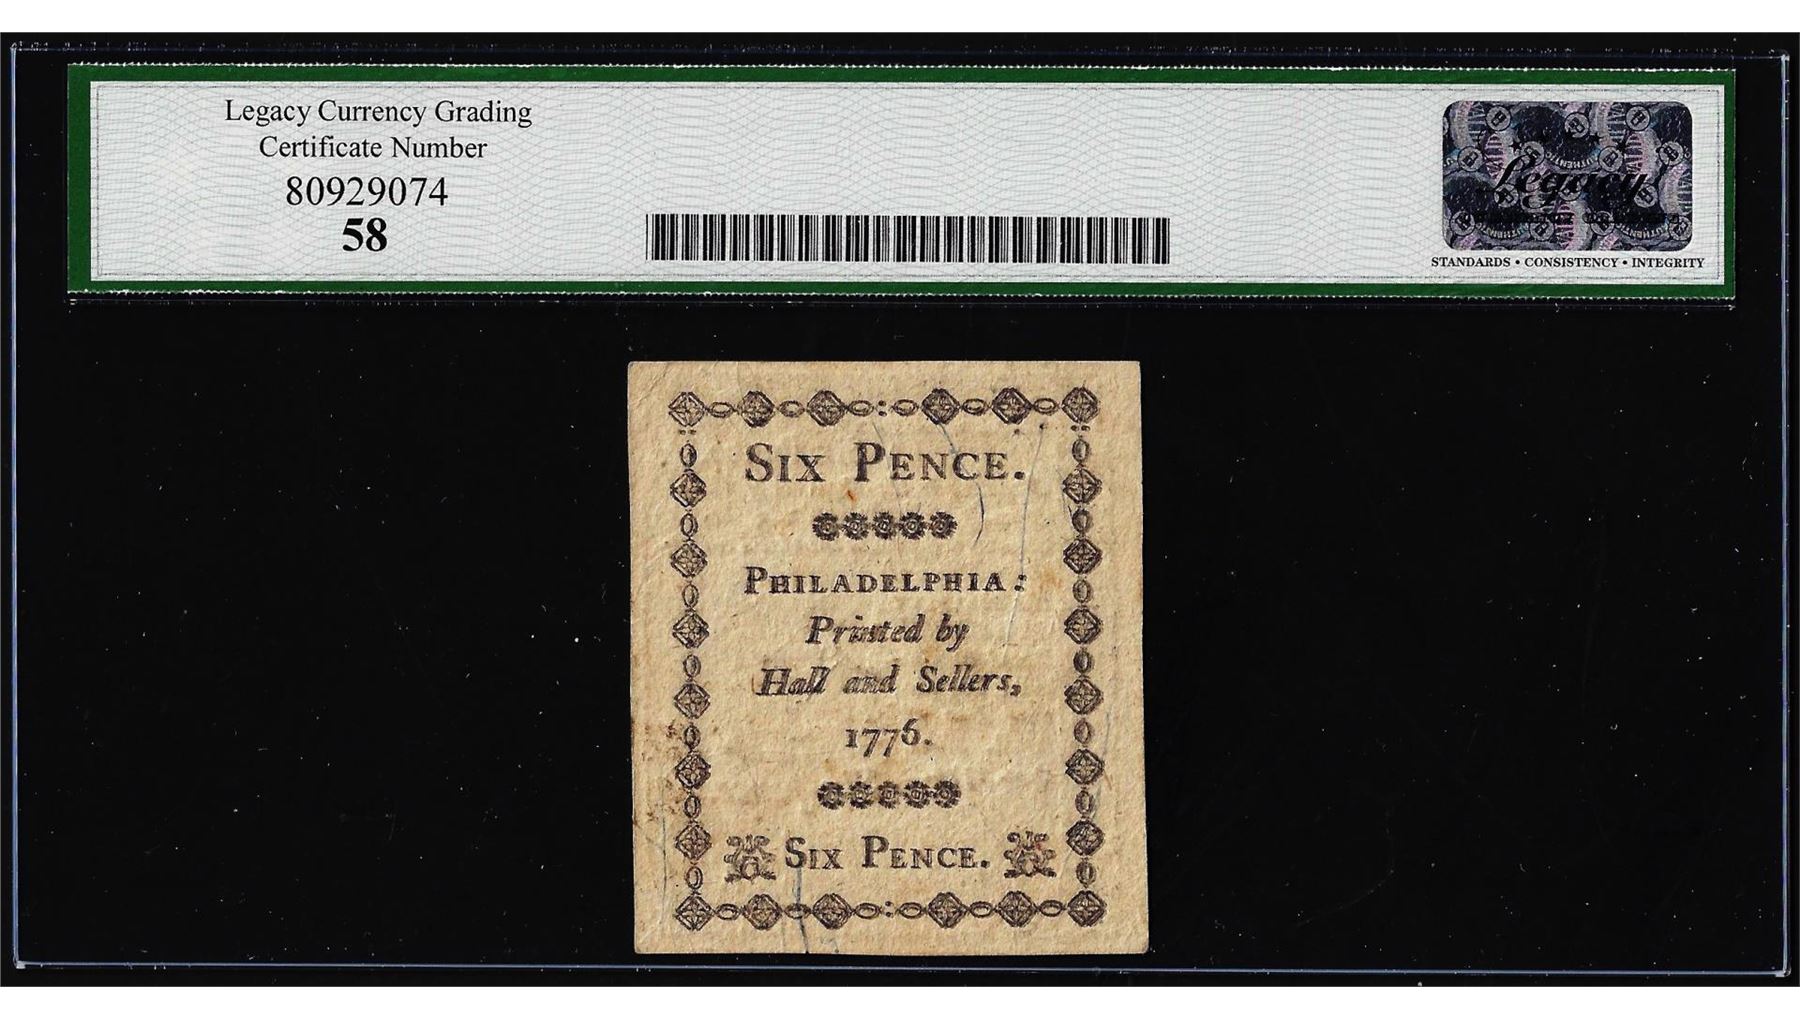 Legacy Currency Grading
Certificate Number
80929074
58
Legacy
STANDARDS • CONSISTENCY • INTEGRITY
SIX PENCE.
PHILADELPHIA:
Printed by
Hall and Sellers,
1776.
SIX PENCE.